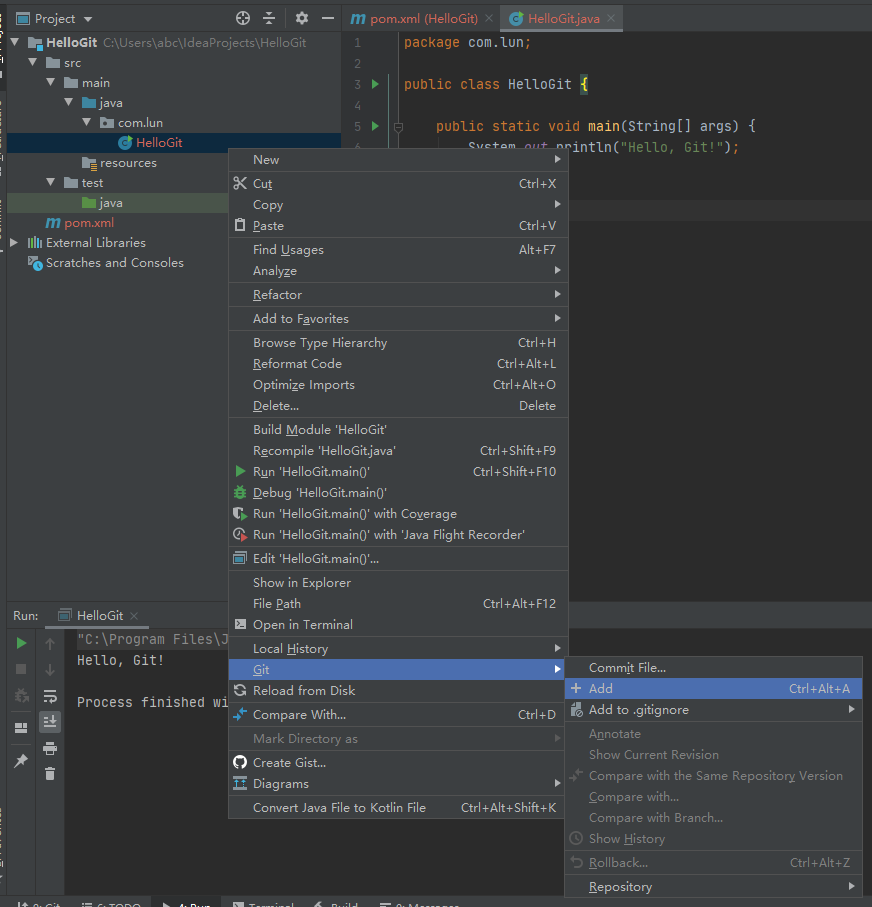 Project
pom.xml (HelloGit)
HelloGit.java
HelloGit C:\Users\abc\IdeaProjects\HelloGit
src
main
java
com.lun
HelloGit
resources
test
java
pom.xml
External Libraries
Scratches and Consoles
1 package com.lun;
2
3 public class HelloGit {
4
5 public static void main(String[] args) {
System.out.println("Hello, Git!");
New
Cut Ctrl+X
Copy
Paste Ctrl+V
Find Usages Alt+F7
Analyze
Refactor
Add to Favorites
Browse Type Hierarchy Ctrl+H
Reformat Code Ctrl+Alt+L
Optimize Imports Ctrl+Alt+O
Delete... Delete
Build Module 'HelloGit'
Recompile 'HelloGit.java' Ctrl+Shift+F9
Run 'HelloGit.main()' Ctrl+Shift+F10
Debug 'HelloGit.main()'
Run 'HelloGit.main()' with Coverage
Run 'HelloGit.main()' with 'Java Flight Recorder'
Edit 'HelloGit.main()'...
Show in Explorer
File Path Ctrl+Alt+F12
Open in Terminal
Local History
Git
Reload from Disk
Compare With... Ctrl+D
Mark Directory as
Create Gist...
Diagrams
Convert Java File to Kotlin File Ctrl+Alt+Shift+K
Commit File...
Add Ctrl+Alt+A
Add to .gitignore
Annotate
Show Current Revision
Compare with the Same Repository Version
Compare with...
Compare with Branch...
Show History
Rollback... Ctrl+Alt+Z
Repository
Run: HelloGit
"C:\Program Files\J
Hello, Git!
Process finished wi
9: Git 6: TODO 4: Run Terminal Build 0: Messages